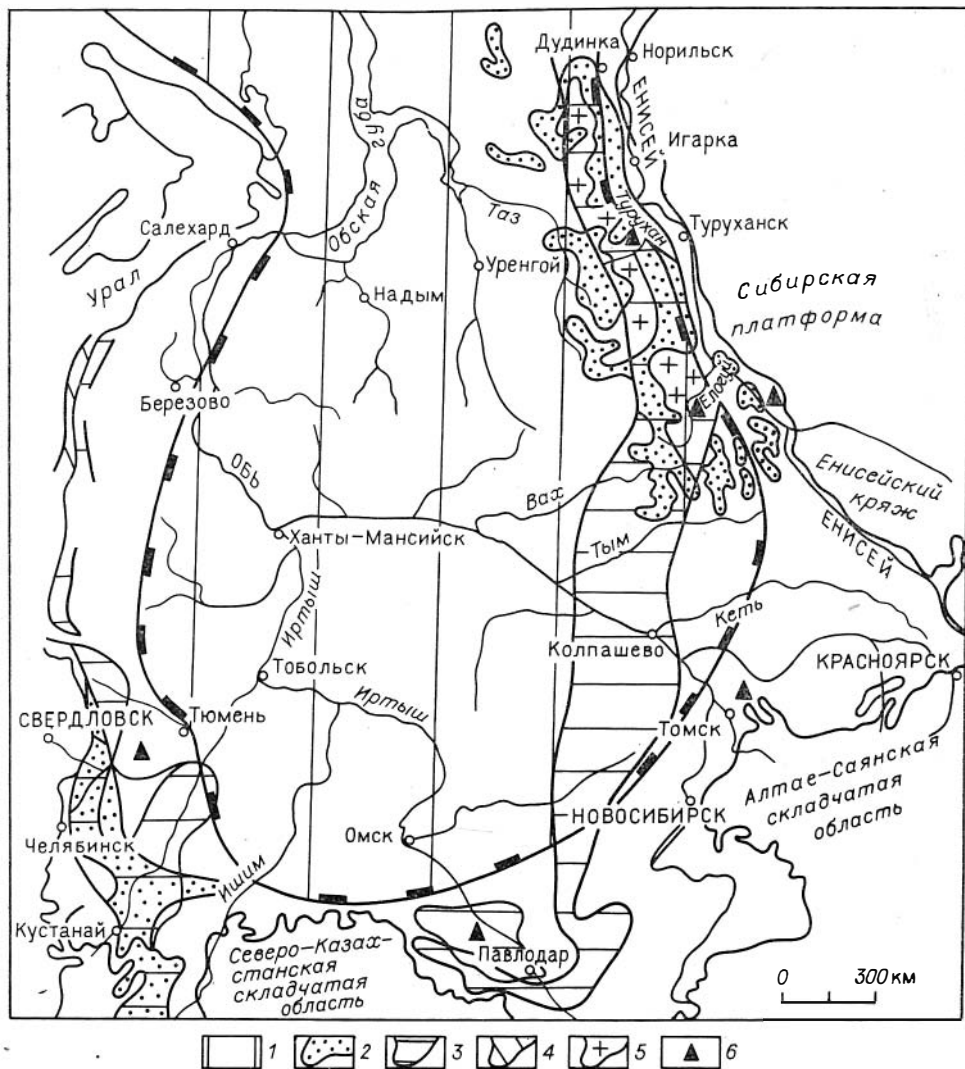 Дудинка
Норильск
ЕНИСЕЙ
Игарка
губа
Обская
Таз
Турухан
Туруханск
Салехард
Урал
Надым
Уренгой
Сибирская
платформа
Березово
Елогуй
ОБЬ
Вах
Енисейский
кряж
ЕНИСЕЙ
Ханты-Мансийск
Тым
Иртыш
Кеть
Колпашево
КРАСНОЯРСК
Тобольск
Иртыш
СВЕРДЛОВСК
Тюмень
Томск
Алтае-Саянская
складчатая
область
НОВОСИБИРСК
Омск
Челябинск
Ишим
Кустанай
Северо-Казах-
станская
складчатая
область
Павлодар
0 300 км
1 2 3 4 5 6